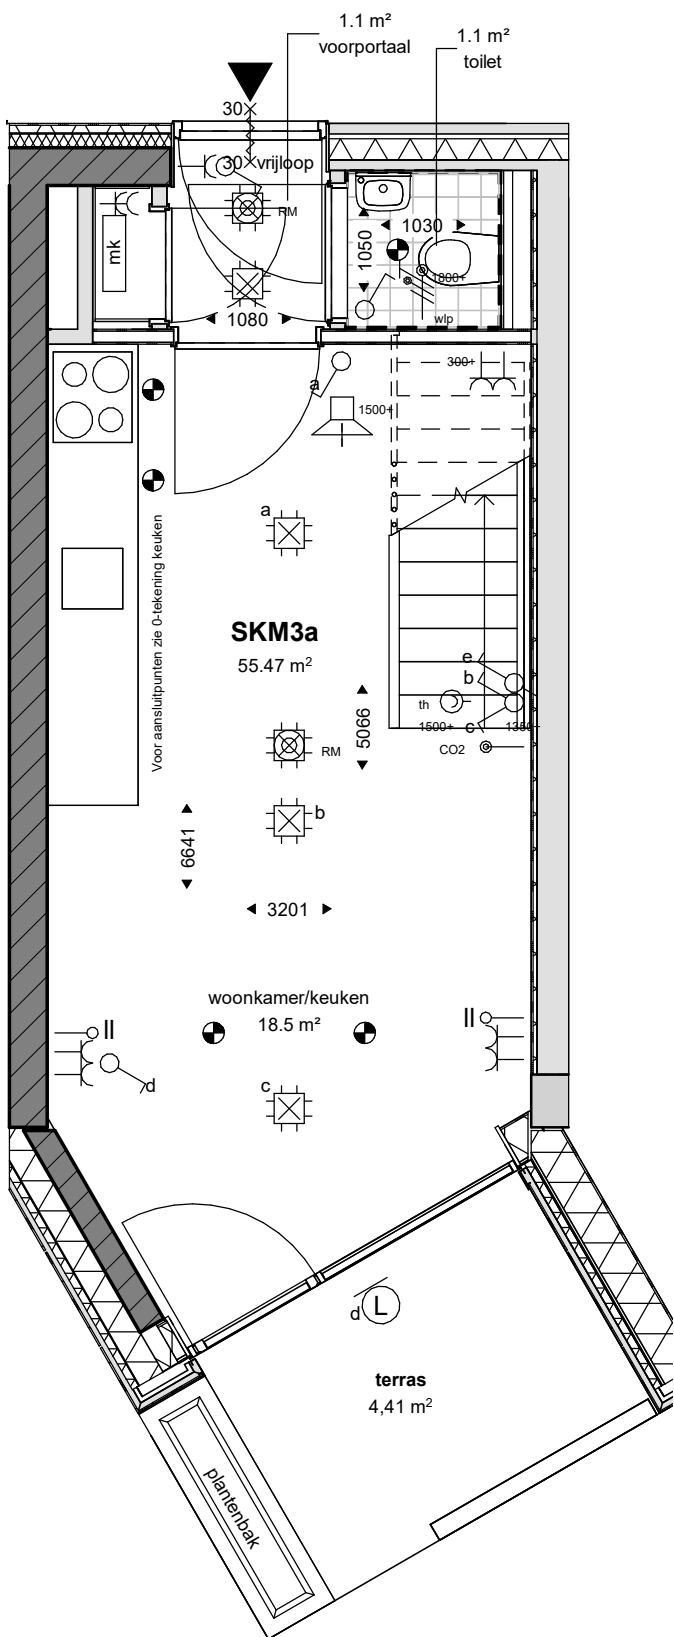 1.1 m²
voorportaal
1.1 m²
toilet
30
30
vrijloop
RM
mk
1030
1050
1800+
wlp
1080
300+
a
1500+
a
Voor aansluitpunten zie 0-tekening keuken
SKM3a
55.47 m²
e
b
th
c
1500+
1350+
CO2
5066
RM
b
6641
3201
woonkamer/keuken
18.5 m²
d
c
d
L
terras
4,41 m²
plantenbak